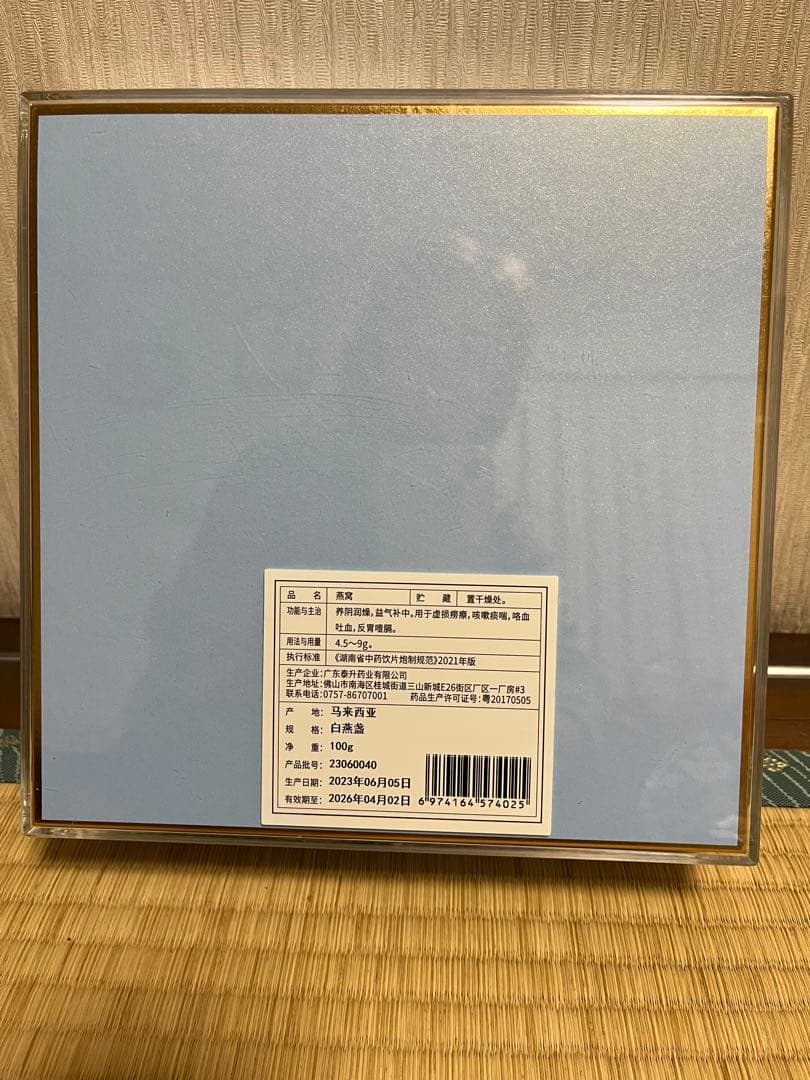 品 名 燕窝 贮 藏 置干燥处。
功能与主治 养阴润燥,益气补中。用于虚损痨瘵,咳嗽痰喘,咯血
吐血,反胃噎膈。
用法与用量 4.5～9g。
执行标准 《湖南省中药饮片炮制规范》2021年版
生产企业:广东泰升药业有限公司
生产地址:佛山市南海区桂城街道三山新城E26街区厂区一厂房#3
联系电话:0757-86707001 药品生产许可证号:粤20170505
产 地: 马来西亚
规 格: 白燕盏
净 重: 100g
产品批号: 23060040
生产日期: 2023年06月05日
有效期至: 2026年04月02日
6 974164 574025